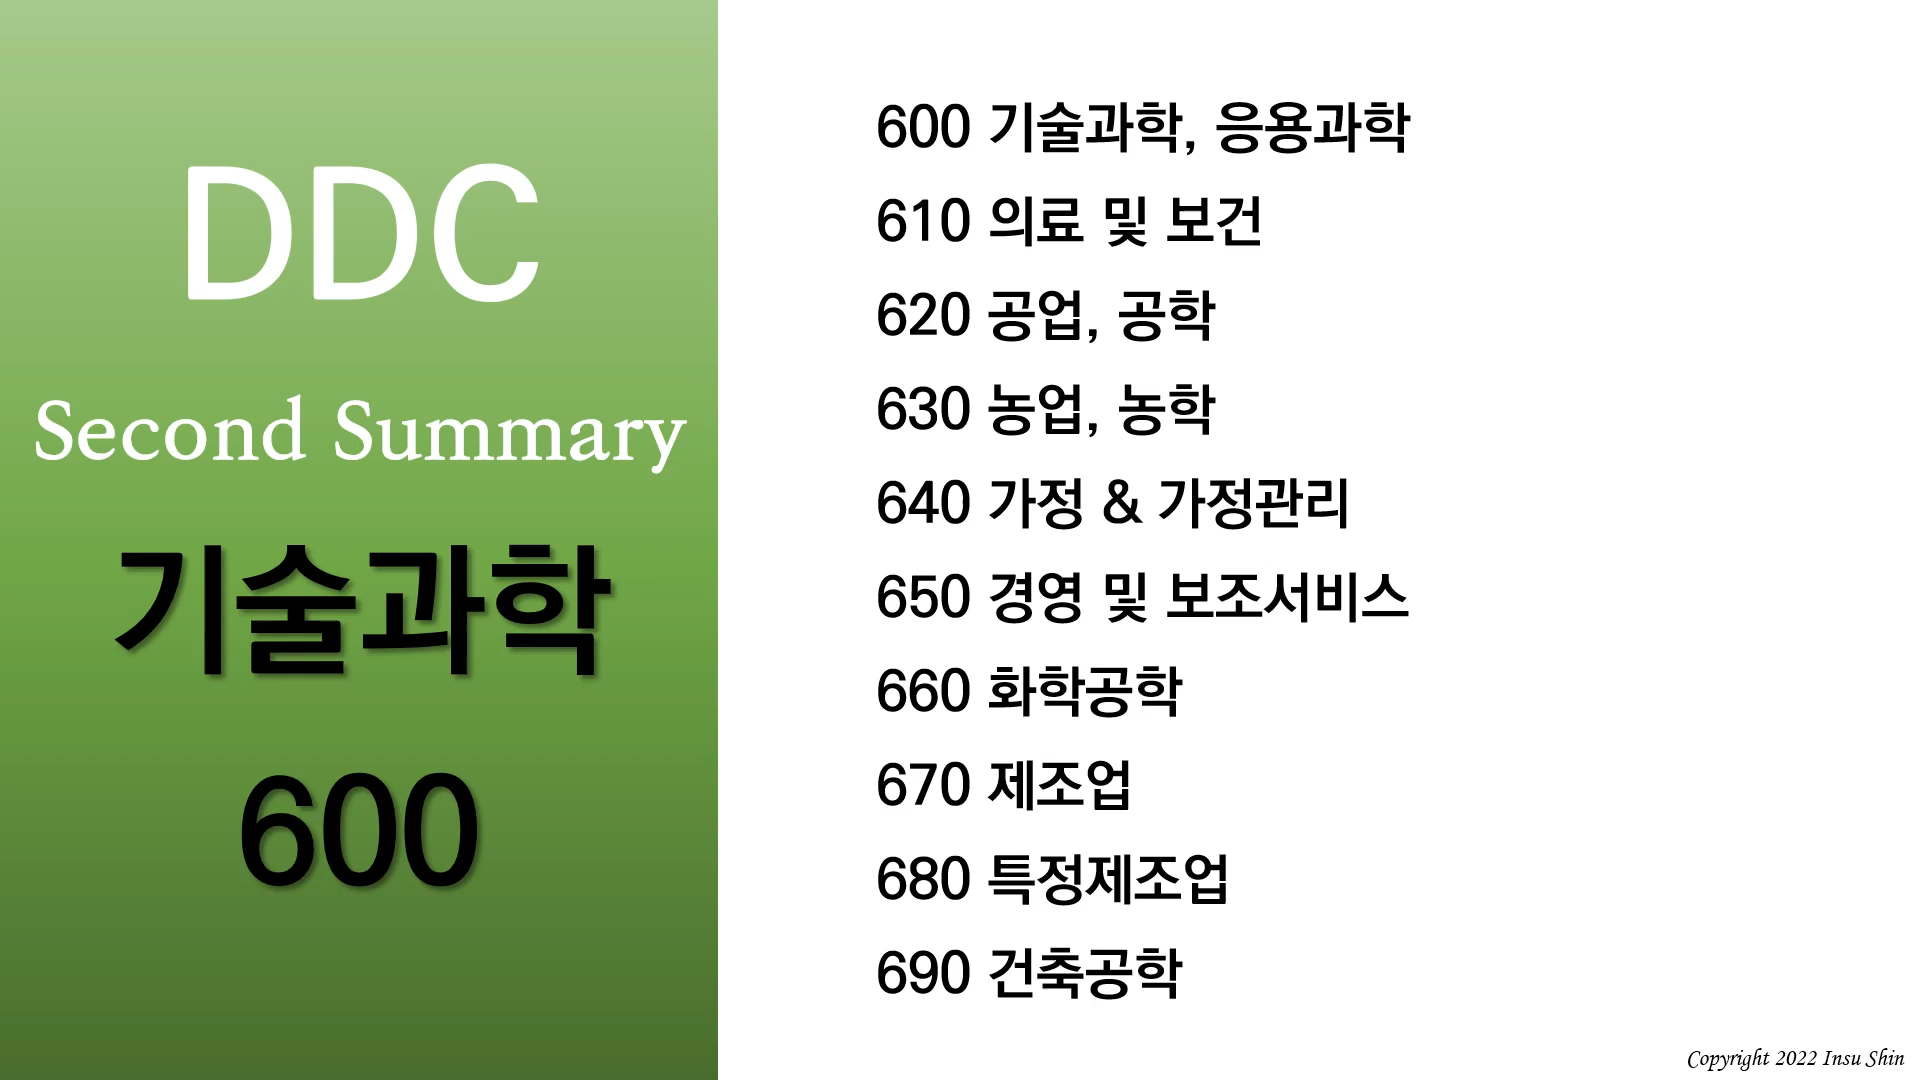 DDC
Second Summary
기술과학
600
600 기술과학, 응용과학
610 의료 및 보건
620 공업, 공학
630 농업, 농학
640 가정 & 가정관리
650 경영 및 보조서비스
660 화학공학
670 제조업
680 특정제조업
690 건축공학
Copyright 2022 Insu Shin